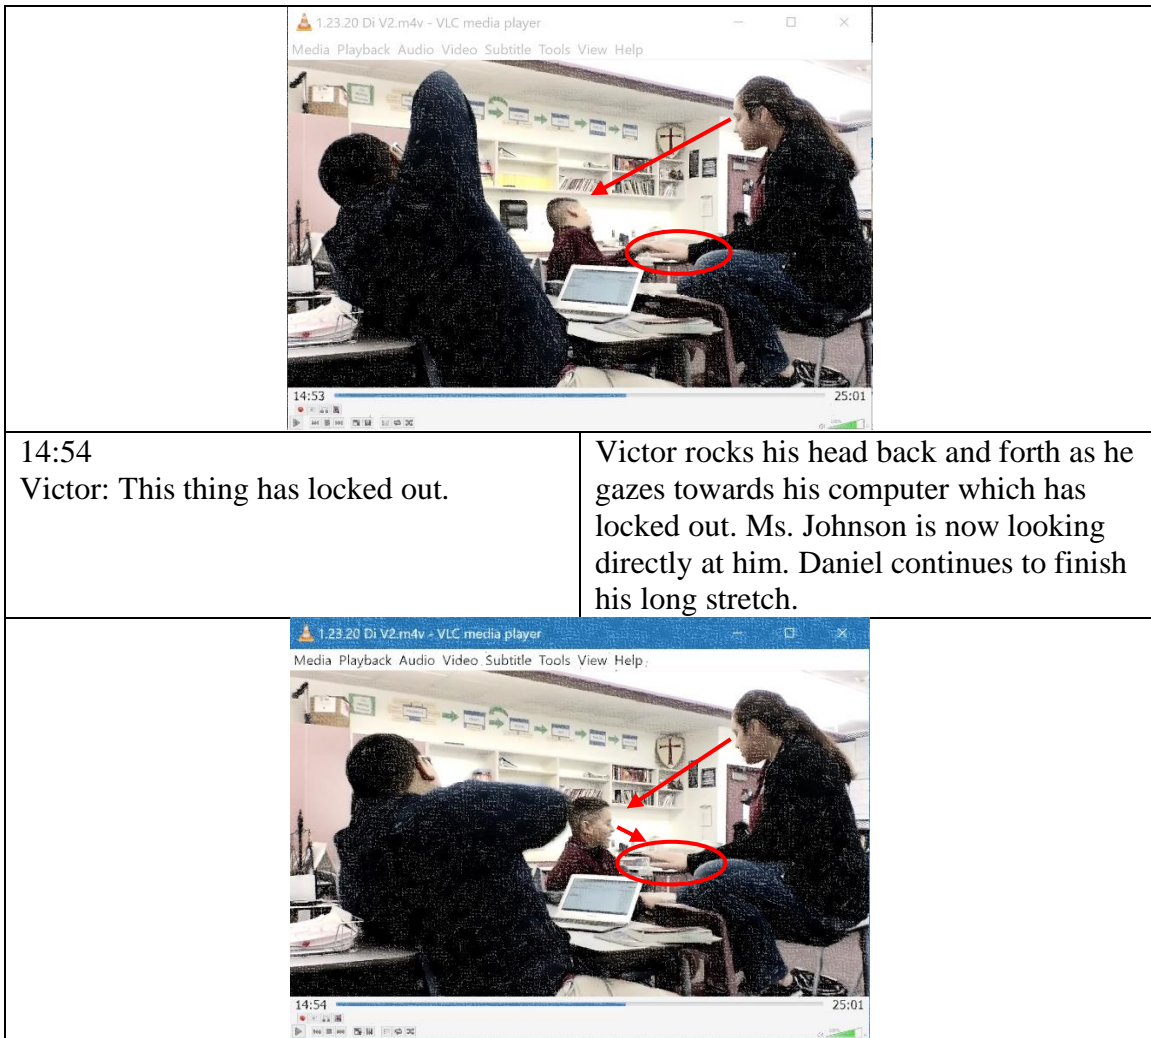 1.23.20 Di V2.m4v - VLC media player
Media Playback Audio Video Subtitle Tools View Help
14:53
25:01
14:54
Victor: This thing has locked out.
Victor rocks his head back and forth as he
gazes towards his computer which has
locked out. Ms. Johnson is now looking
directly at him. Daniel continues to finish
his long stretch.
1.23.20 Di V2.m4v - VLC media player
Media Playback Audio Video Subtitle Tools View Help
14:54
25:01